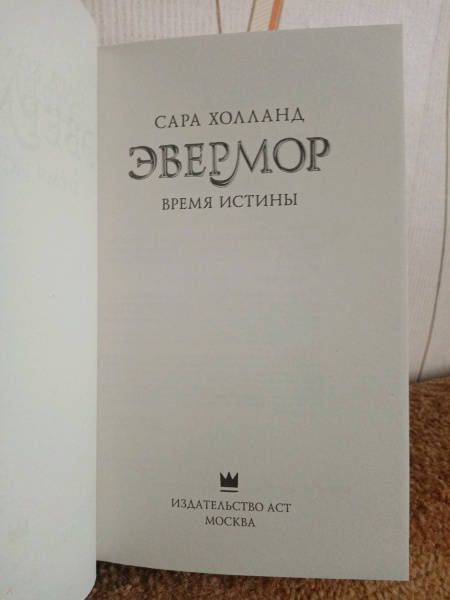 САРА ХОЛЛАНД
ЭВЕРМОР
ВРЕМЯ ИСТИНЫ
ИЗДАТЕЛЬСТВО АСТ
МОСКВА